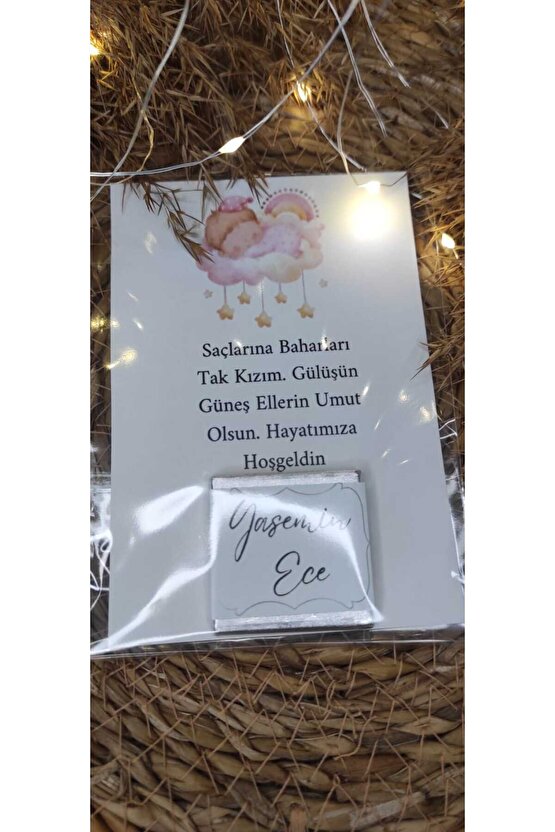 Saçlarına Baharları
Tak Kızım. Gülüşün
Güneş Ellerin Umut
Olsun. Hayatımıza
Hoşgeldin
Yasemin
Ece